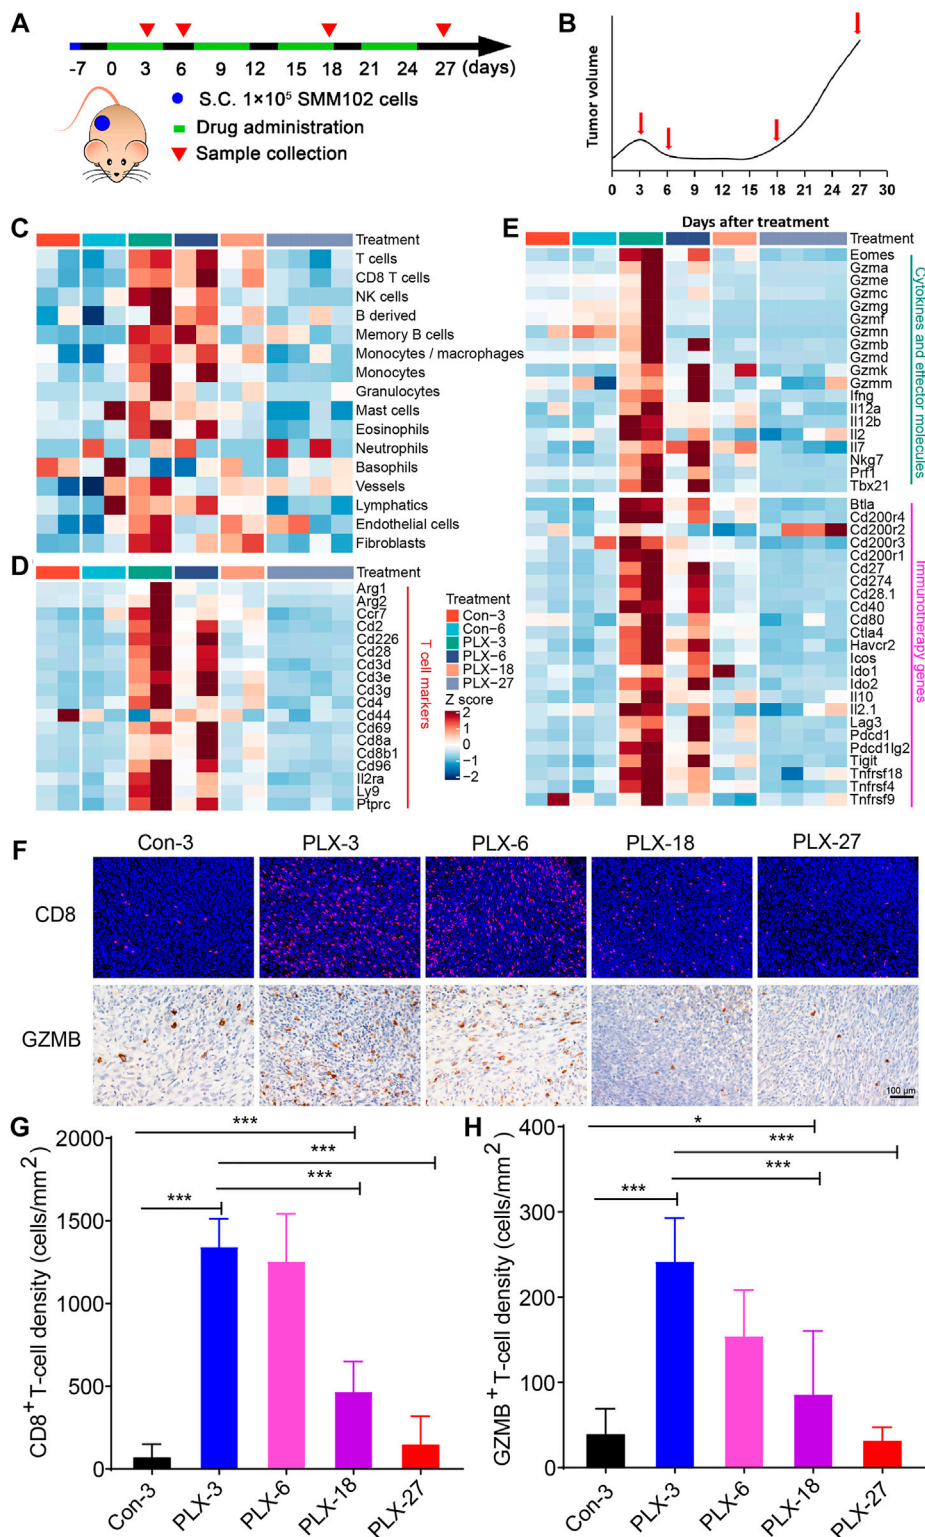 A
-7 0 3 6 9 12 15 18 21 24 27 (days)
S.C. 1×10⁵ SMM102 cells
Drug administration
Sample collection
B
Tumor volume
0 3 6 9 12 15 18 21 24 27 30
Days after treatment
C
Treatment
T cells
CD8 T cells
NK cells
B derived
Memory B cells
Monocytes / macrophages
Monocytes
Granulocytes
Mast cells
Eosinophils
Neutrophils
Basophils
Vessels
Lymphatics
Endothelial cells
Fibroblasts
D
Treatment
Arg1
Arg2
Ccr7
Cd2
Cd226
Cd28
Cd3d
Cd3e
Cd3g
Cd4
Cd44
Cd69
Cd8a
Cd8b1
Cd96
Il2ra
Ly9
Ptprc
T cell markers
Treatment
Con-3
Con-6
PLX-3
PLX-6
PLX-18
PLX-27
Z score
2
1
0
−1
−2
E
Treatment
Eomes
Gzma
Gzme
Gzmc
Gzmg
Gzmf
Gzmn
Gzmb
Gzmd
Gzmk
Gzmm
Ifng
Il12a
Il12b
Il2
Il7
Nkg7
Prf1
Tbx21
Cytokines and effector molecules
Btla
Cd200r4
Cd200r2
Cd200r3
Cd200r1
Cd27
Cd274
Cd28.1
Cd40
Cd80
Ctla4
Havcr2
Icos
Ido1
Ido2
Il10
Il2.1
Lag3
Pdcd1
Pdcd1lg2
Tigit
Tnfrsf18
Tnfrsf4
Tnfrsf9
Immunotherapy genes
F
Con-3 PLX-3 PLX-6 PLX-18 PLX-27
CD8
GZMB
100 µm
G
CD8⁺ T-cell density (cells/mm²)
2000
1500
1000
500
0
***
***
***
***
Con-3 PLX-3 PLX-6 PLX-18 PLX-27
H
GZMB⁺ T-cell density (cells/mm²)
400
300
200
100
0
*
***
***
***
Con-3 PLX-3 PLX-6 PLX-18 PLX-27